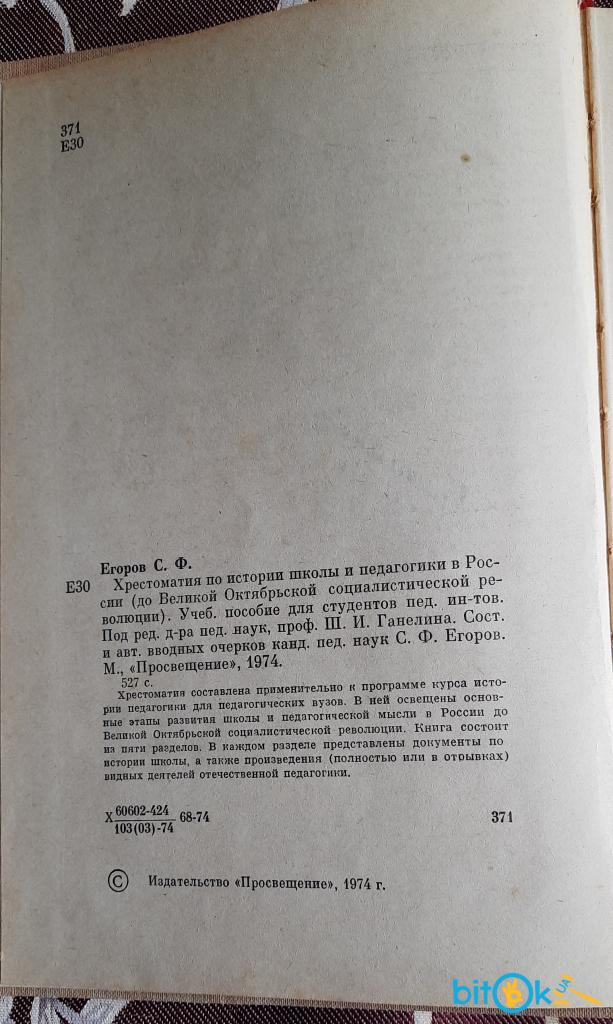 371
Е30
Егоров С. Ф.
Е30 Хрестоматия по истории школы и педагогики в Рос-
сии (до Великой Октябрьской социалистической ре-
волюции). Учеб. пособие для студентов пед. ин-тов.
Под ред. д-ра пед. наук, проф. Ш. И. Ганелина. Сост.
и авт. вводных очерков канд. пед. наук С. Ф. Егоров.
М., «Просвещение», 1974.
527 с.
Хрестоматия составлена применительно к программе курса исто-
рии педагогики для педагогических вузов. В ней освещены основ-
ные этапы развития школы и педагогической мысли в России до
Великой Октябрьской социалистической революции. Книга состоит
из пяти разделов. В каждом разделе представлены документы по
истории школы, а также произведения (полностью или в отрывках)
видных деятелей отечественной педагогики.
Х 60602-424
103(03)-74 68-74 371
© Издательство «Просвещение», 1974 г.
bitOk UA